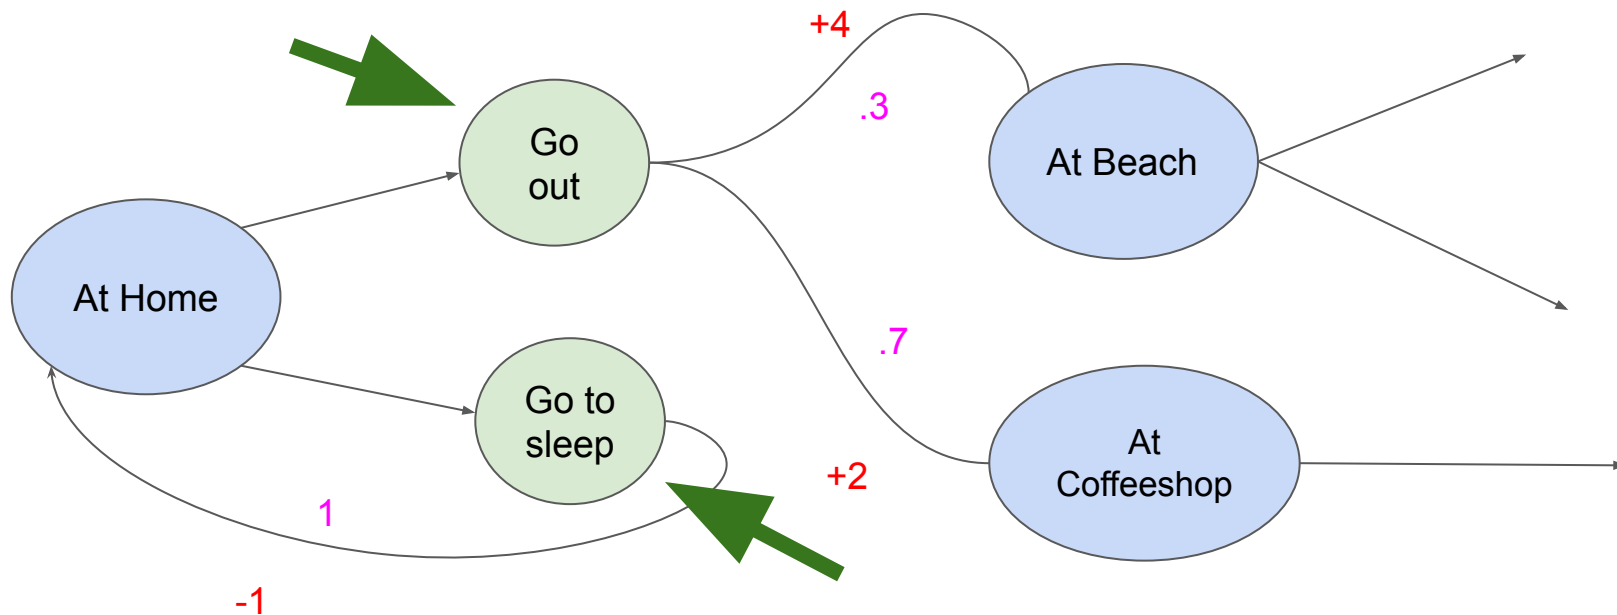 +4
.3
Go
out
At Beach
At Home
.7
Go to
sleep
At
Coffeeshop
+2
1
-1